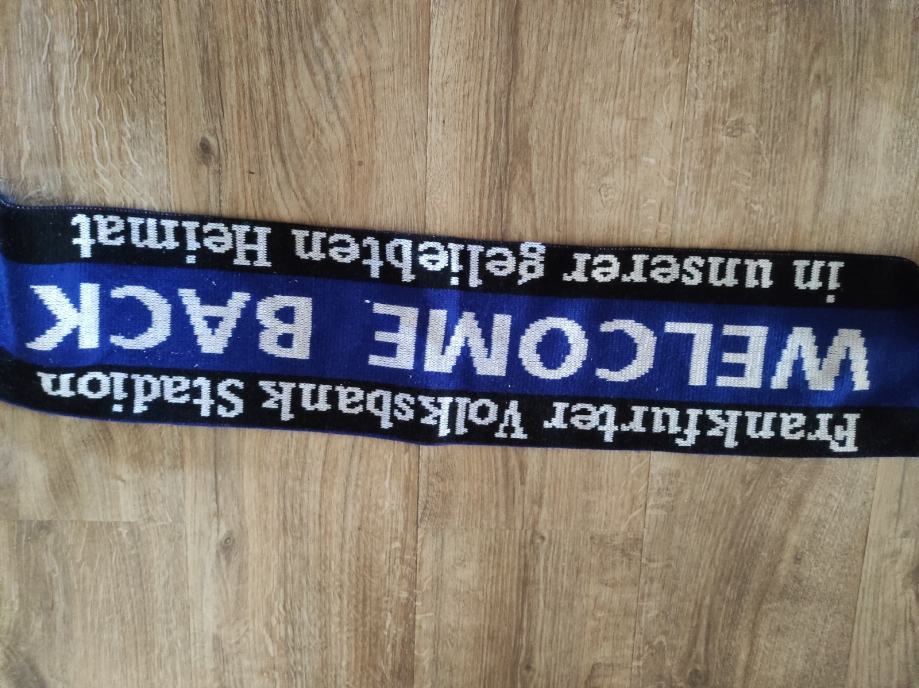 Frankfurter Volksbank Stadion
WELCOME BACK
in unserer geliebten Heimat